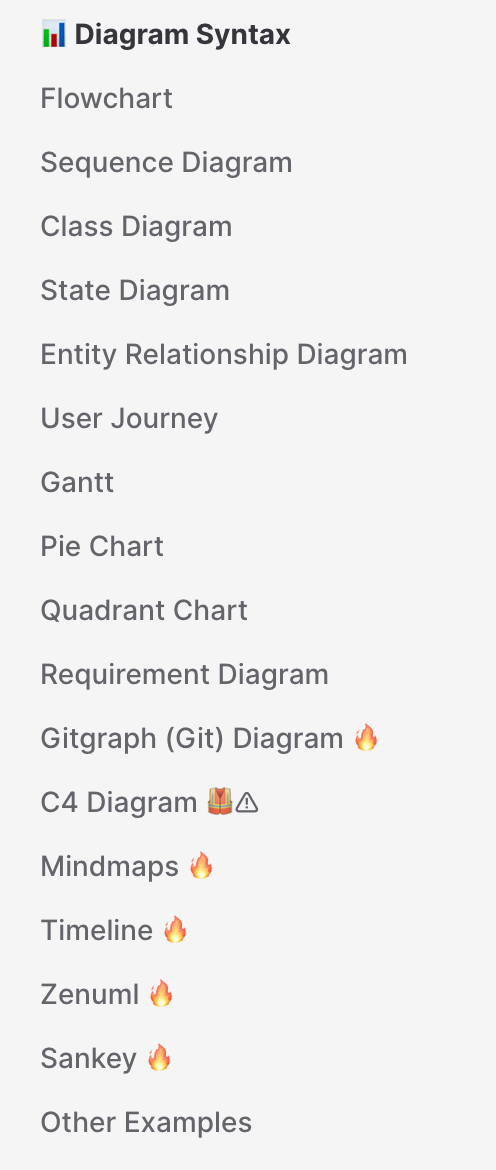 📊 Diagram Syntax
Flowchart
Sequence Diagram
Class Diagram
State Diagram
Entity Relationship Diagram
User Journey
Gantt
Pie Chart
Quadrant Chart
Requirement Diagram
Gitgraph (Git) Diagram 🔥
C4 Diagram 🦺⚠️
Mindmaps 🔥
Timeline 🔥
Zenuml 🔥
Sankey 🔥
Other Examples